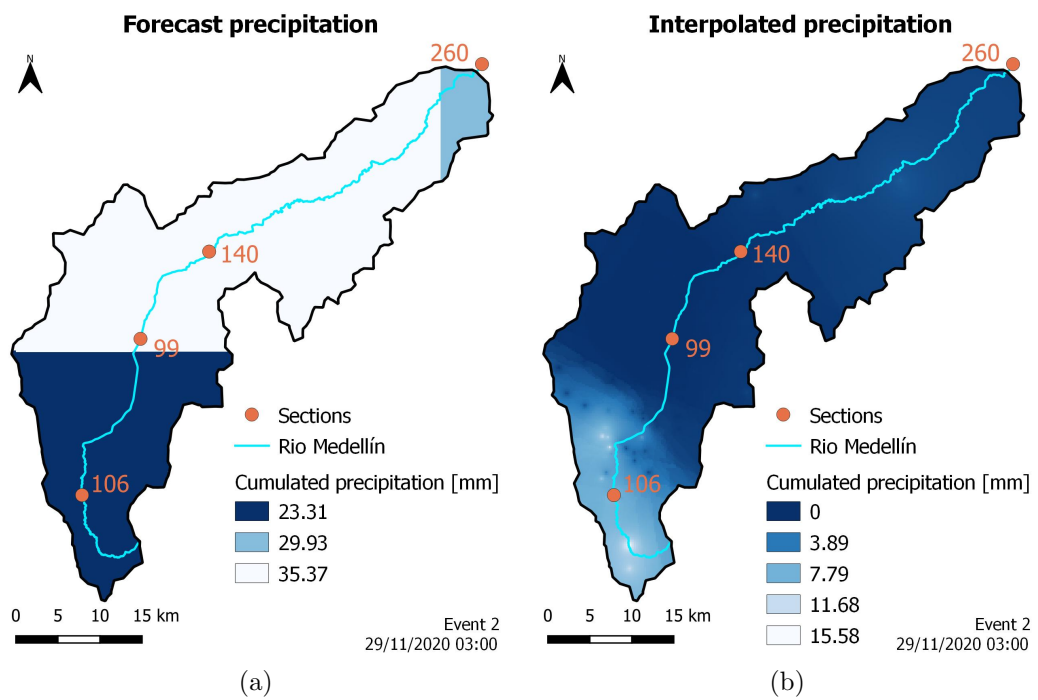 Forecast precipitation
N
260
140
99
106
Sections
Rio Medellín
Cumulated precipitation [mm]
23.31
29.93
35.37
0 5 10 15 km
Event 2
29/11/2020 03:00
(a)
Interpolated precipitation
N
260
140
99
106
Sections
Rio Medellín
Cumulated precipitation [mm]
0
3.89
7.79
11.68
15.58
0 5 10 15 km
Event 2
29/11/2020 03:00
(b)